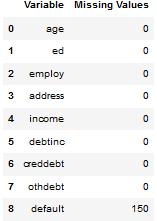 Variable Missing Values
0 age 0
1 ed 0
2 employ 0
3 address 0
4 income 0
5 debtinc 0
6 creddebt 0
7 othdebt 0
8 default 150